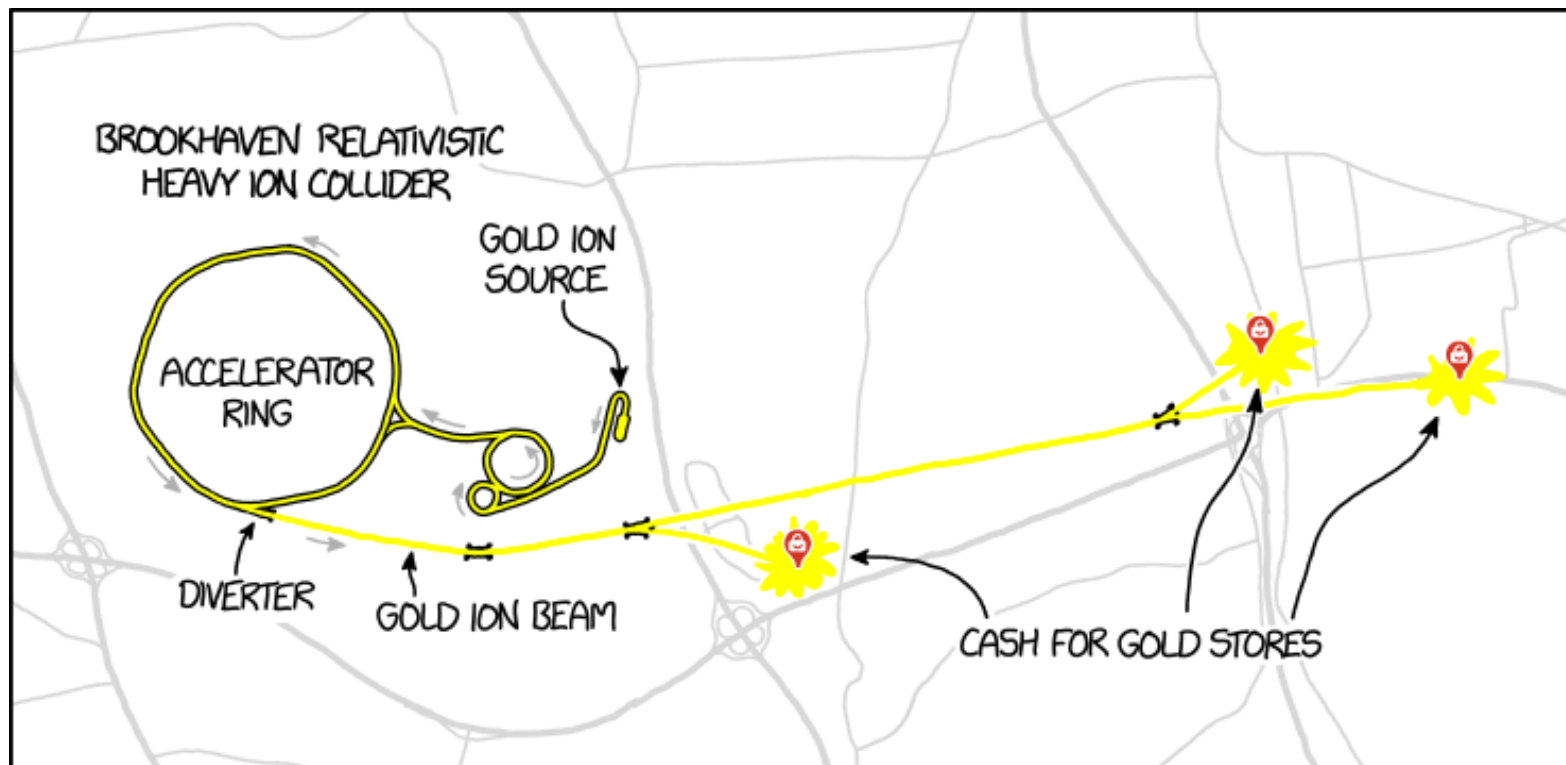 BROOKHAVEN RELATIVISTIC
HEAVY ION COLLIDER
GOLD ION
SOURCE
ACCELERATOR
RING
DIVERTER
GOLD ION BEAM
CASH FOR GOLD STORES